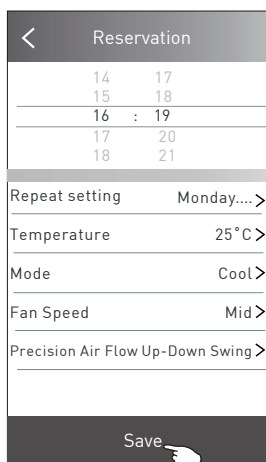 Reservation
14 17
15 18
16 : 19
17 20
18 21
Repeat setting Monday....
Temperature 25°C
Mode Cool
Fan Speed Mid
Precision Air Flow Up-Down Swing
Save